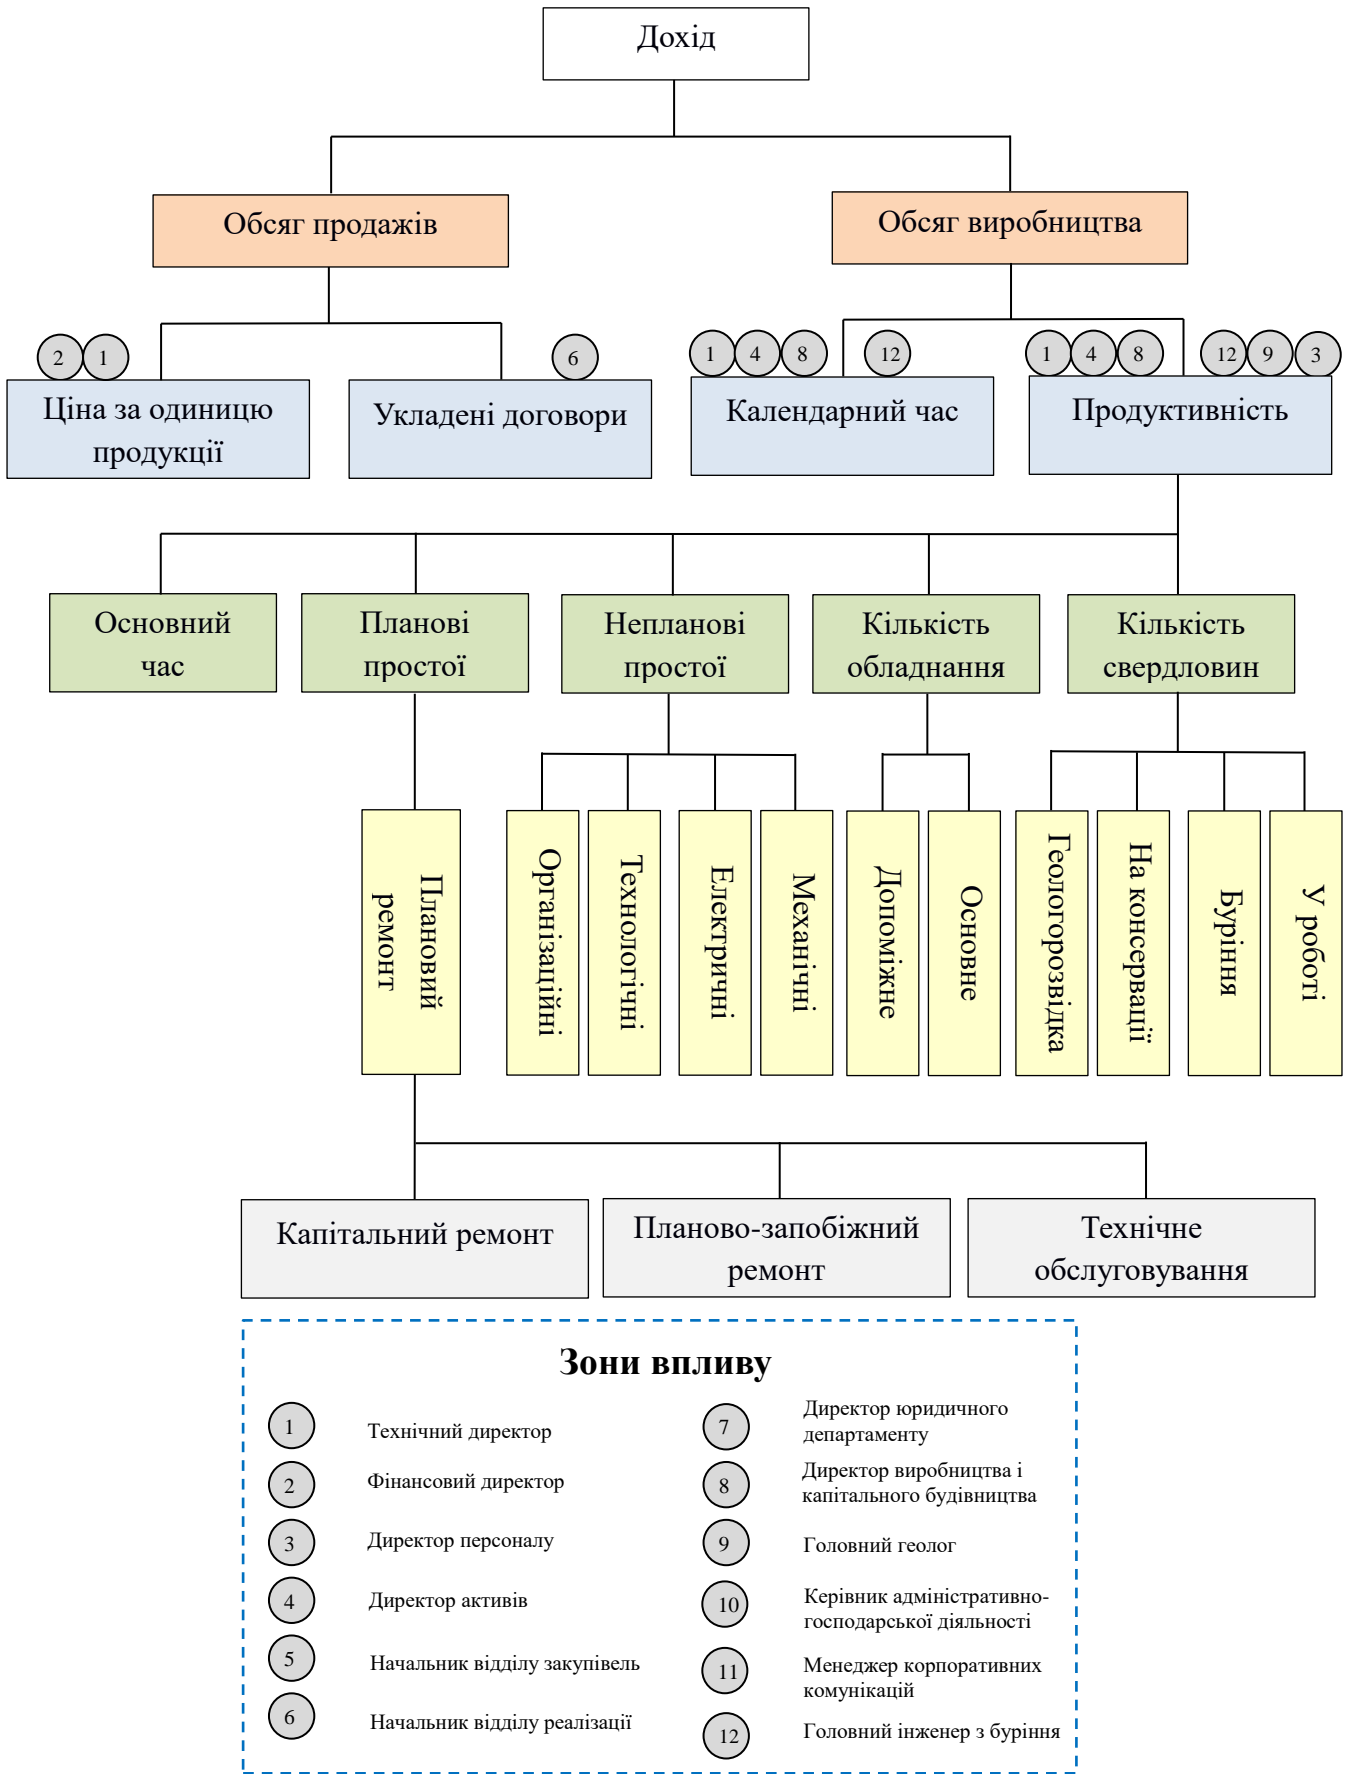 Дохід
Обсяг продажів
Обсяг виробництва
2
1
6
1
4
8
12
1
4
8
12
9
3
Ціна за одиницю
продукції
Укладені договори
Календарний час
Продуктивність
Основний
час
Планові
простої
Непланові
простої
Кількість
обладнання
Кількість
свердловин
Плановий
ремонт
Організаційні
Технологічні
Електричні
Механічні
Допоміжне
Основне
Геологорозвідка
На консервації
Буріння
У роботі
Капітальний ремонт
Планово-запобіжний
ремонт
Технічне
обслуговування
Зони впливу
1
Технічний директор
2
Фінансовий директор
3
Директор персоналу
4
Директор активів
5
Начальник відділу закупівель
6
Начальник відділу реалізації
7
Директор юридичного
департаменту
8
Директор виробництва і
капітального будівництва
9
Головний геолог
10
Керівник адміністративно-
господарської діяльності
11
Менеджер корпоративних
комунікацій
12
Головний інженер з буріння